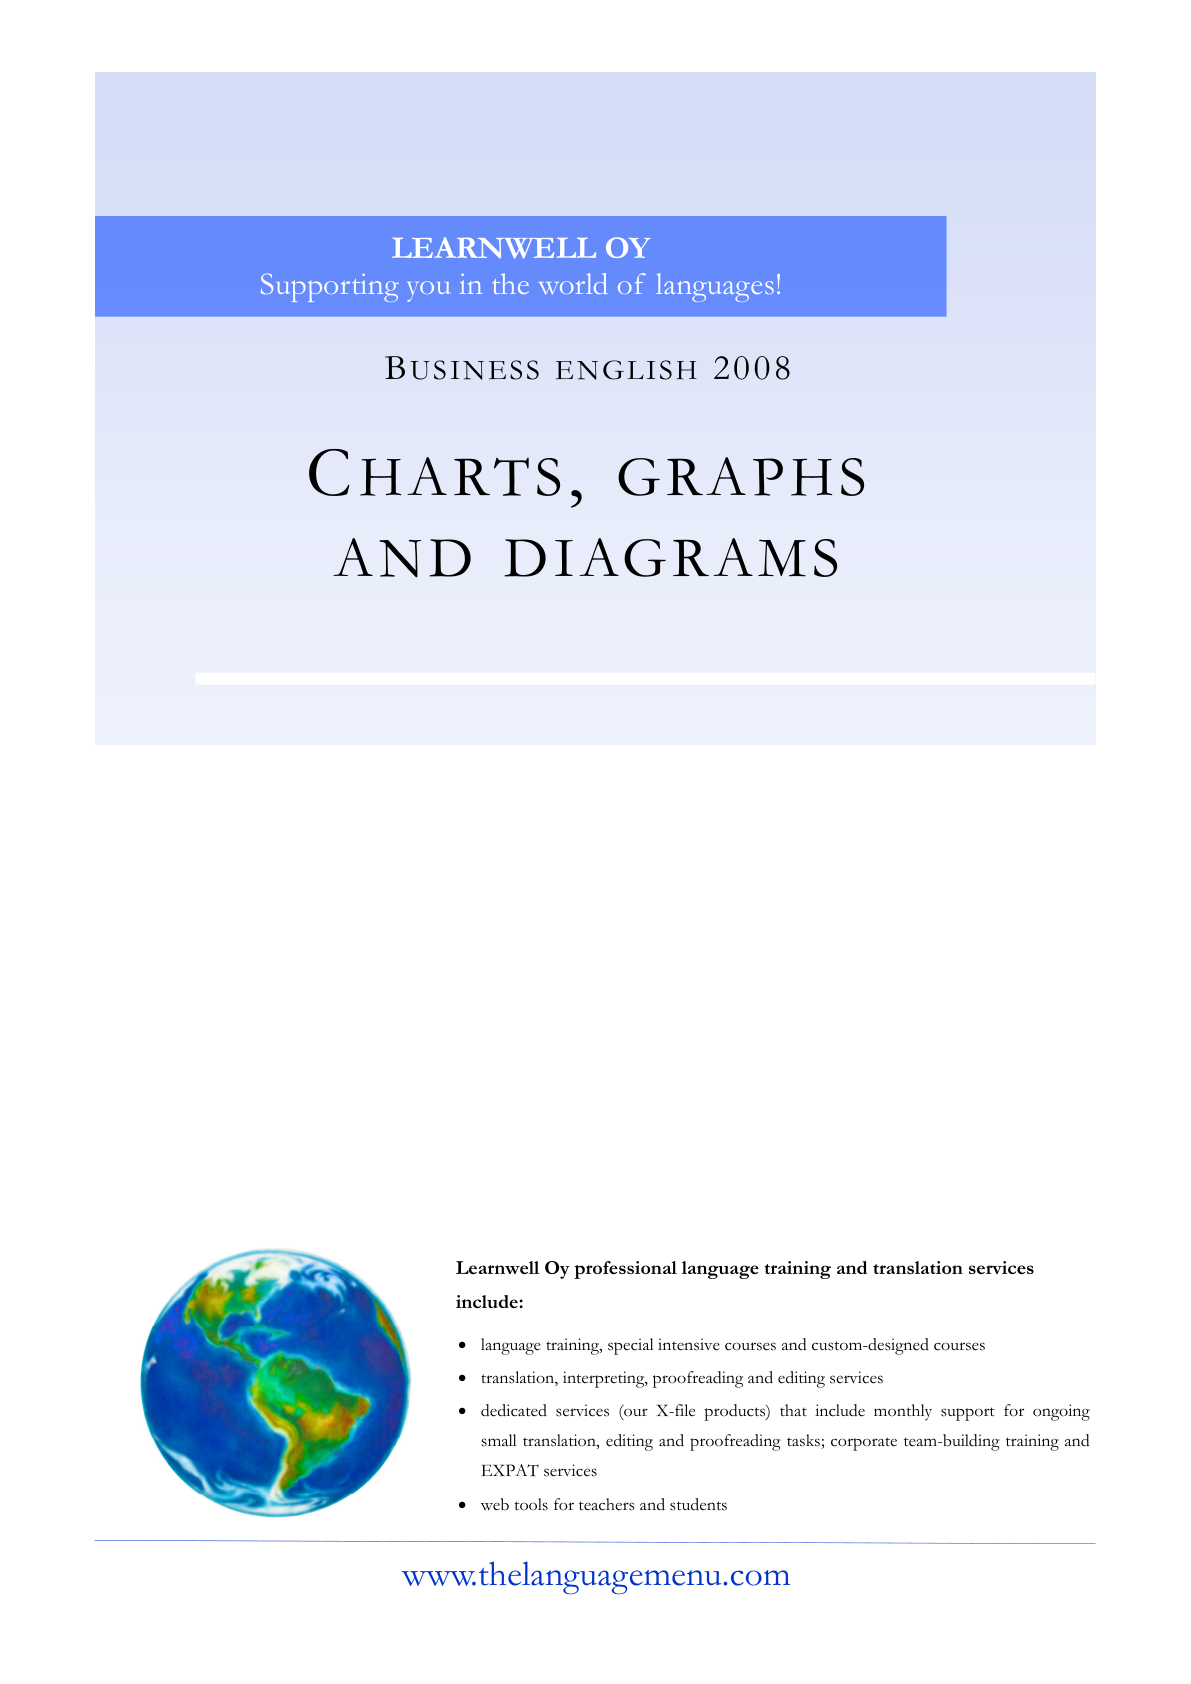 LEARNWELL OY
Supporting you in the world of languages!
BUSINESS ENGLISH 2008
CHARTS, GRAPHS
AND DIAGRAMS
Learnwell Oy professional language training and translation services
include:
• language training, special intensive courses and custom-designed courses
• translation, interpreting, proofreading and editing services
• dedicated services (our X-file products) that include monthly support for ongoing
small translation, editing and proofreading tasks; corporate team-building training and
EXPAT services
• web tools for teachers and students
www.thelanguagemenu.com